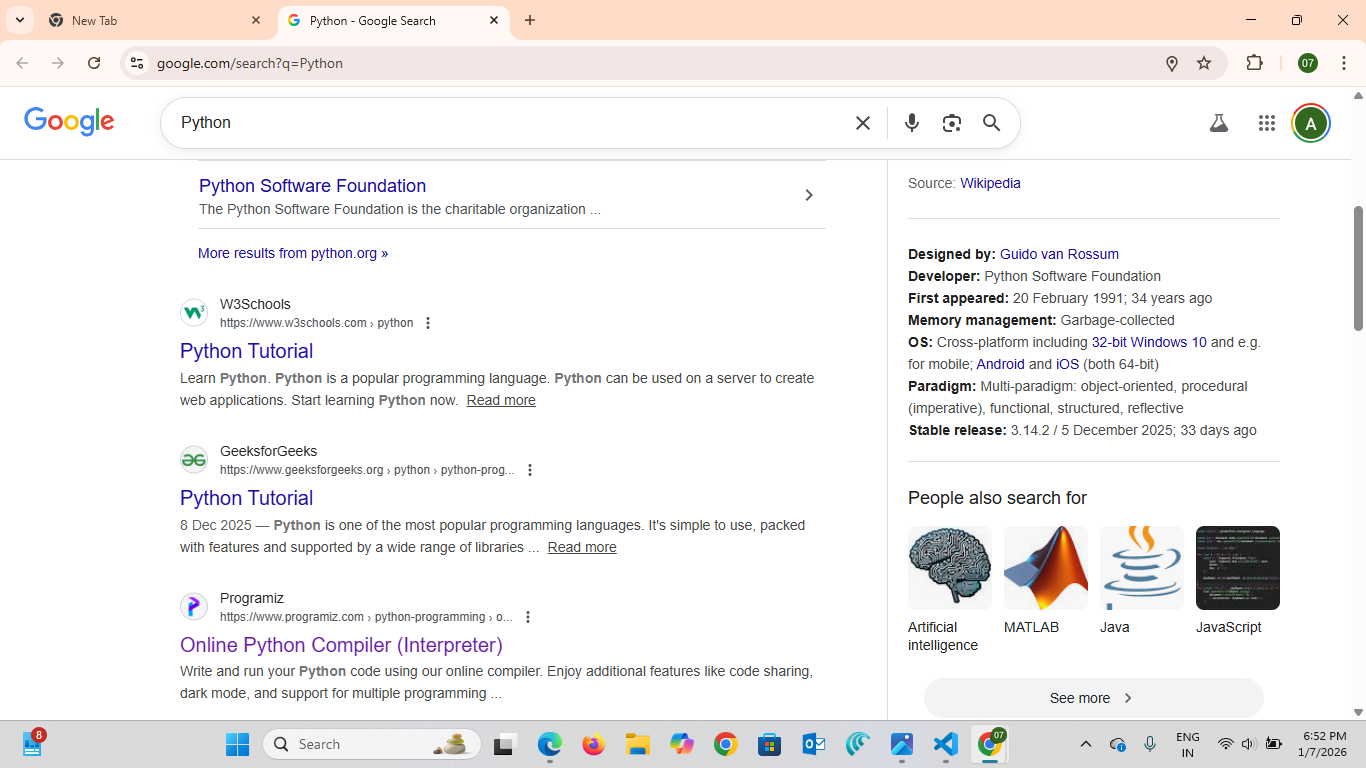 New Tab
Python - Google Search
google.com/search?q=Python
07
Google
Python
A
Python Software Foundation
The Python Software Foundation is the charitable organization ...
More results from python.org »
W3Schools
https://www.w3schools.com › python
Python Tutorial
Learn Python. Python is a popular programming language. Python can be used on a server to create
web applications. Start learning Python now. Read more
GeeksforGeeks
https://www.geeksforgeeks.org › python › python-prog...
Python Tutorial
8 Dec 2025 — Python is one of the most popular programming languages. It's simple to use, packed
with features and supported by a wide range of libraries ... Read more
Programiz
https://www.programiz.com › python-programming › o...
Online Python Compiler (Interpreter)
Write and run your Python code using our online compiler. Enjoy additional features like code sharing,
dark mode, and support for multiple programming ...
Source: Wikipedia
Designed by: Guido van Rossum
Developer: Python Software Foundation
First appeared: 20 February 1991; 34 years ago
Memory management: Garbage-collected
OS: Cross-platform including 32-bit Windows 10 and e.g.
for mobile; Android and iOS (both 64-bit)
Paradigm: Multi-paradigm: object-oriented, procedural
(imperative), functional, structured, reflective
Stable release: 3.14.2 / 5 December 2025; 33 days ago
People also search for
Artificial
intelligence
MATLAB
Java
JavaScript
See more
8
Search
07
ENG
IN
6:52 PM
1/7/2026